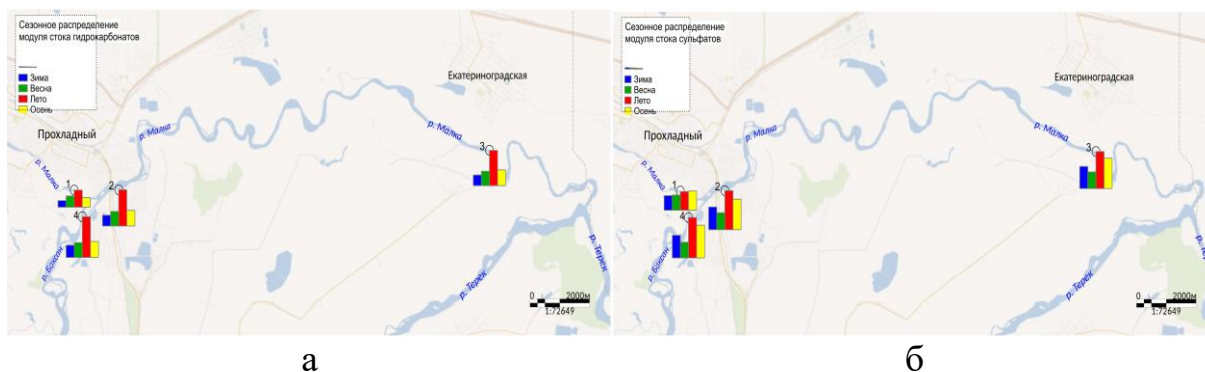 Сезонное распределение
модуля стока гидрокарбонатов
Зима
Весна
Лето
Осень
Екатериноградская
Прохладный
р. Малка
р. Малка
р. Малка
3
1
2
4
р. Баксан
р. Терек
р. Терек
0 2000м
1:72649
а
Сезонное распределение
модуля стока сульфатов
Зима
Весна
Лето
Осень
Екатериноградская
Прохладный
р. Малка
р. Малка
р. Малка
3
1
2
4
р. Баксан
р. Терек
р. Терек
0 2000м
1:72649
б